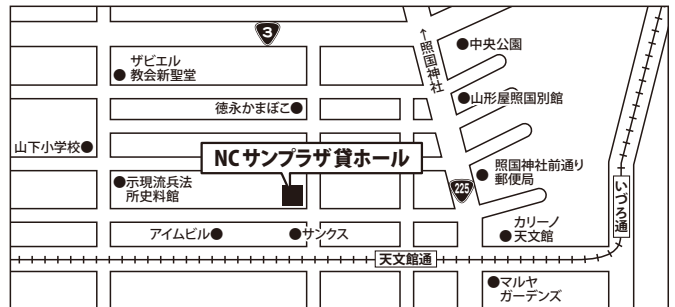 3
ザビエル
教会新聖堂
↑照国神社
中央公園
徳永かまぼこ
山形屋照国別館
山下小学校
NCサンプラザ貸ホール
照国神社前通り
郵便局
示現流兵法
所史料館
225
いづろ通
アイムビル
サンクス
カリーノ
天文館
天文館通
マルヤ
ガーデンズ